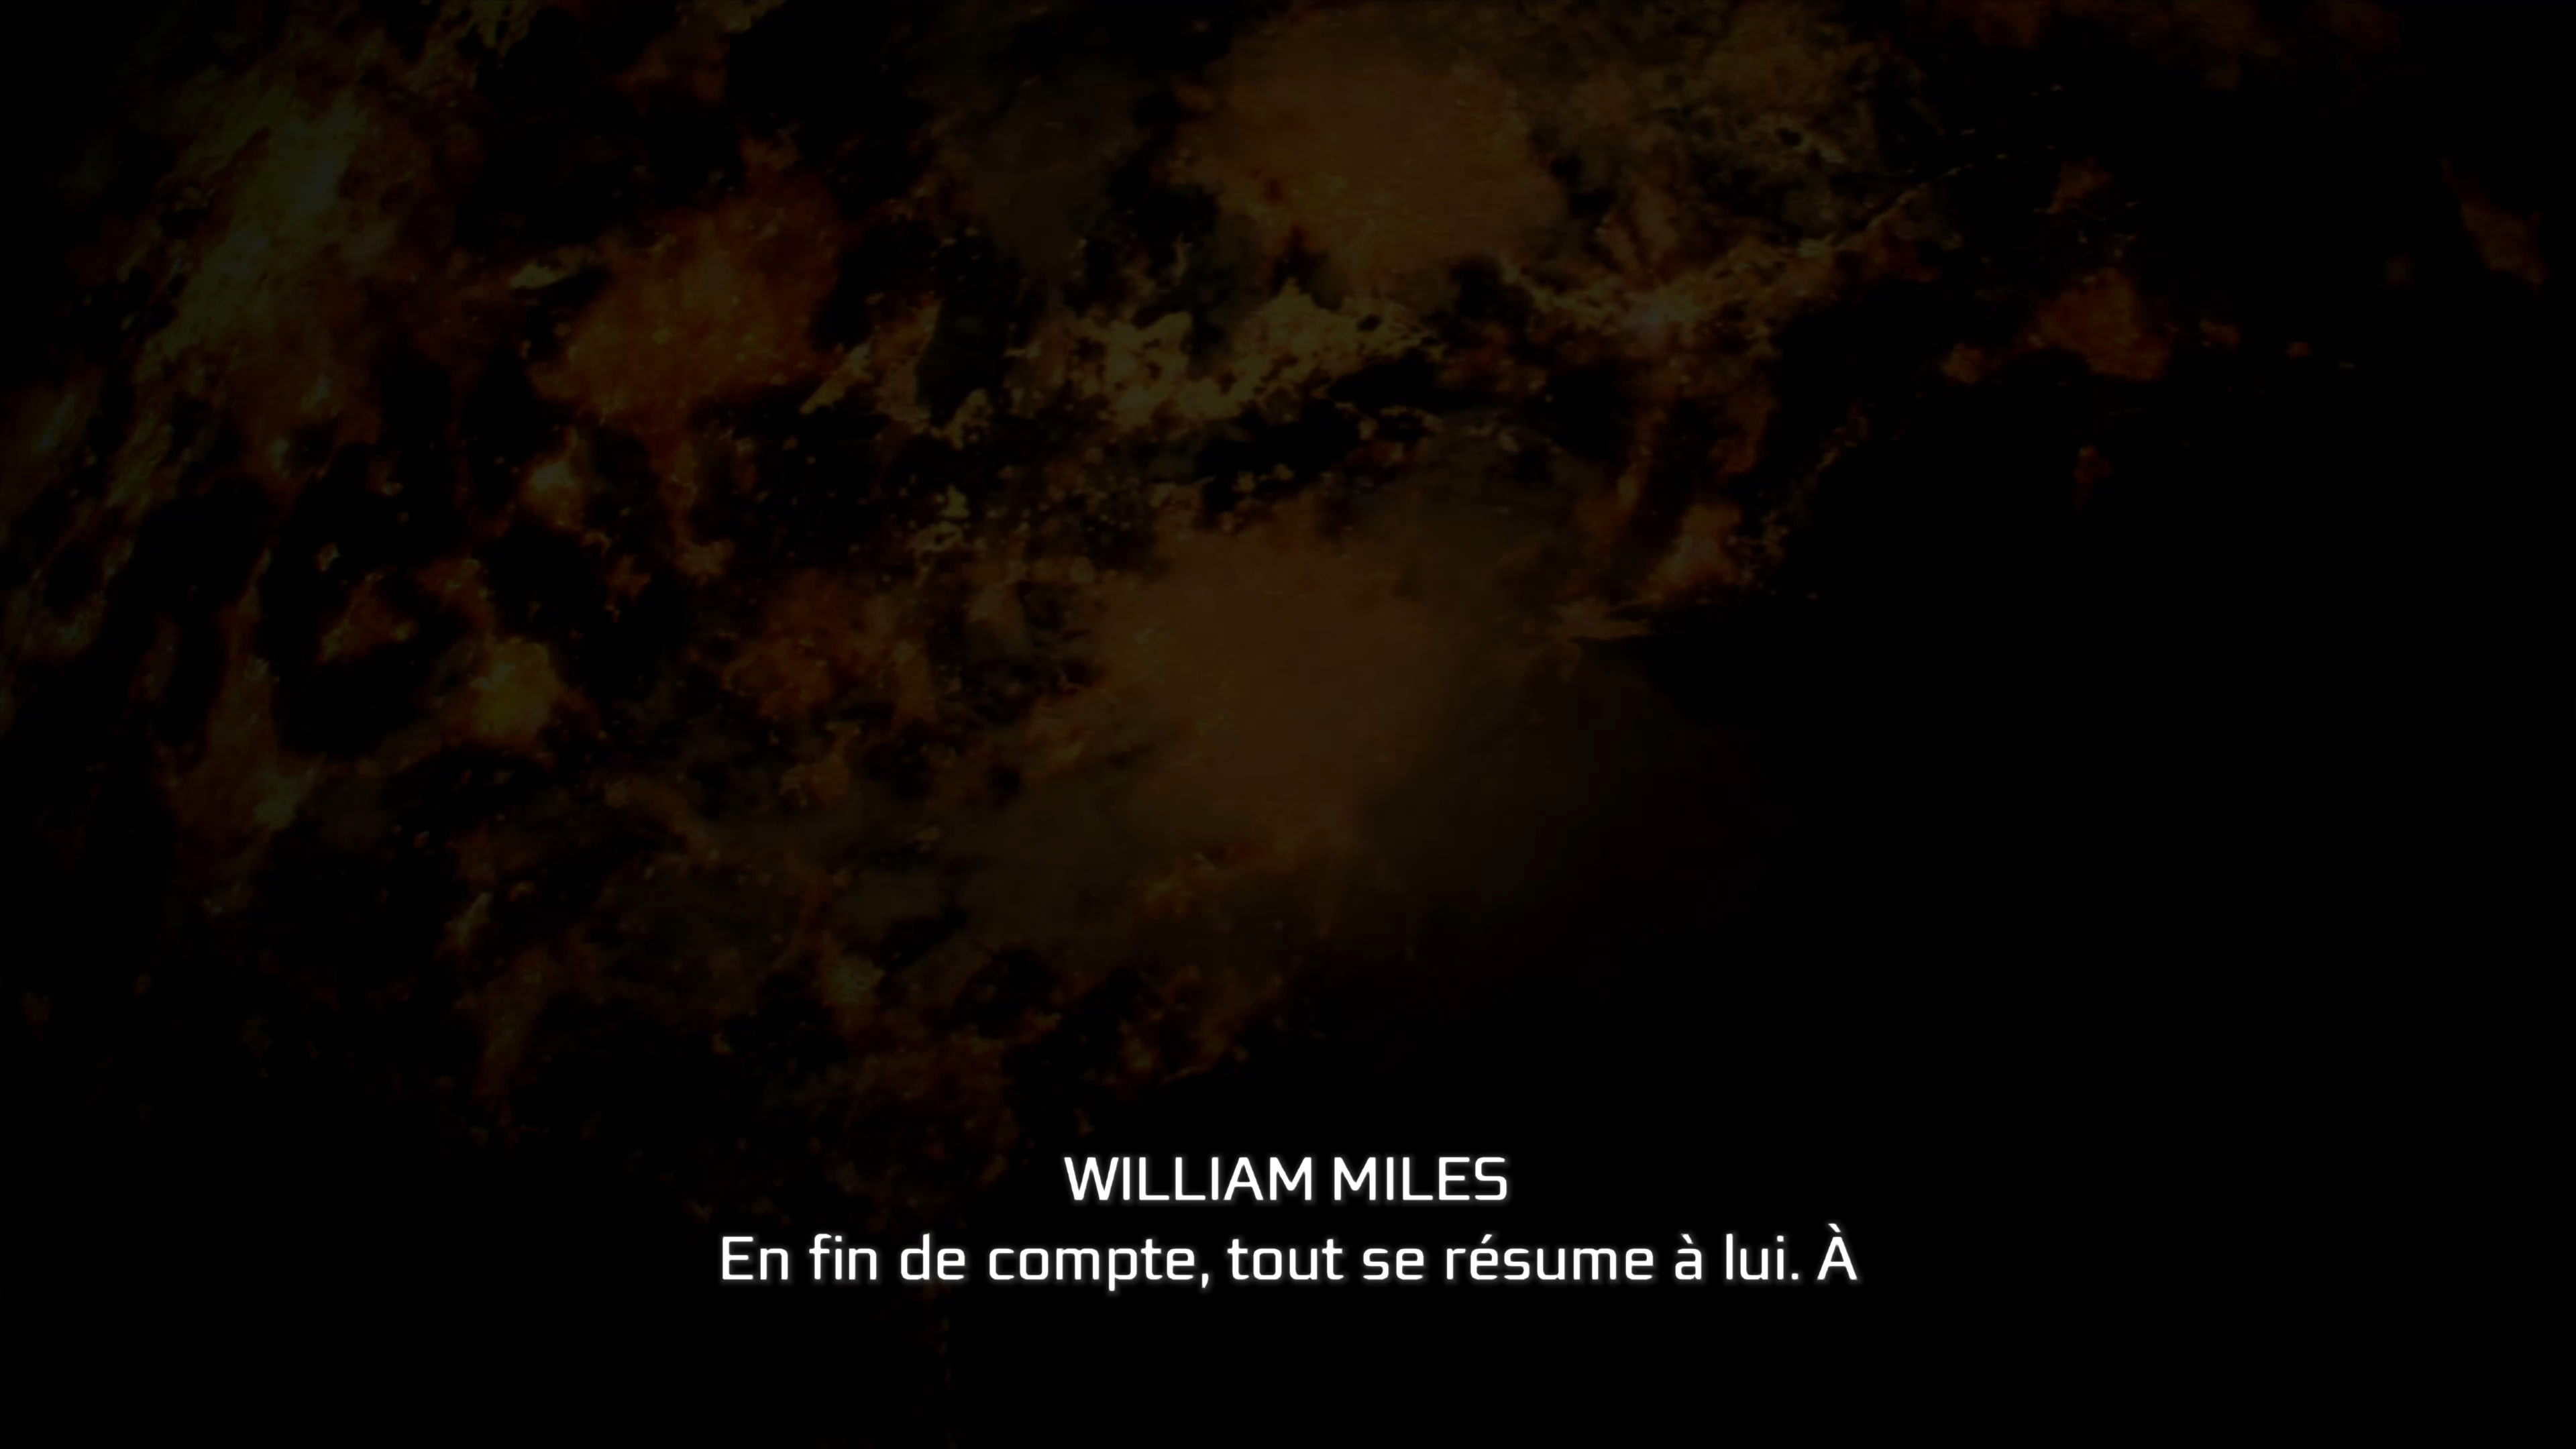 WILLIAM MILES
En fin de compte, tout se résume à lui. À